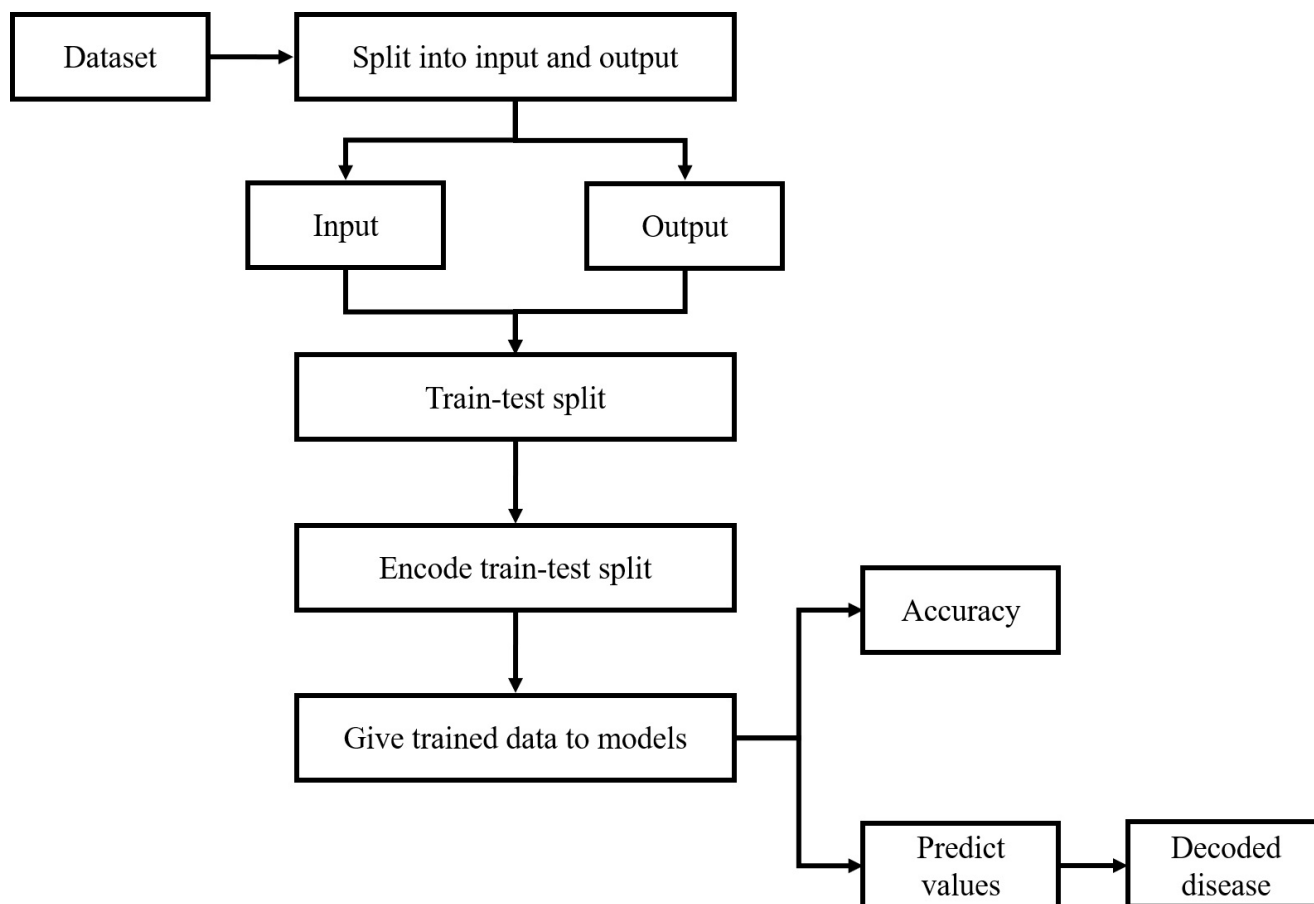 Dataset
Split into input and output
Input
Output
Train-test split
Encode train-test split
Accuracy
Give trained data to models
Predict
values
Decoded
disease